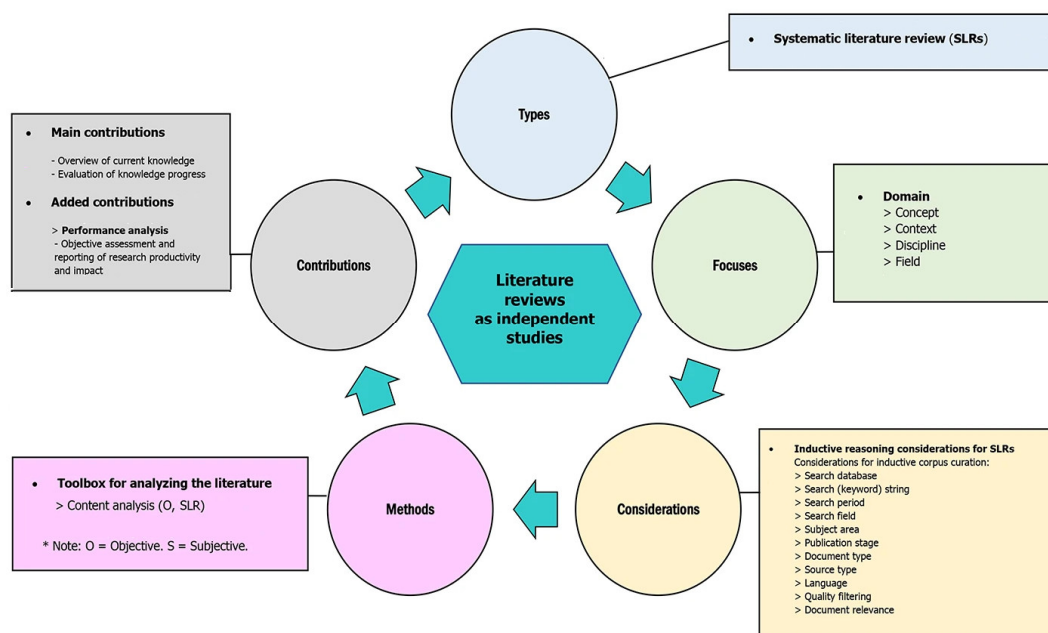 Types
• Systematic literature review (SLRs)
Focuses
• Domain
> Concept
> Context
> Discipline
> Field
Considerations
• Inductive reasoning considerations for SLRs
Considerations for inductive corpus curation:
> Search database
> Search (keyword) string
> Search period
> Search field
> Subject area
> Publication stage
> Document type
> Source type
> Language
> Quality filtering
> Document relevance
Methods
• Toolbox for analyzing the literature
> Content analysis (O, SLR)
* Note: O = Objective. S = Subjective.
Contributions
• Main contributions
- Overview of current knowledge
- Evaluation of knowledge progress
• Added contributions
> Performance analysis
- Objective assessment and
reporting of research productivity
and impact
Literature
reviews
as independent
studies